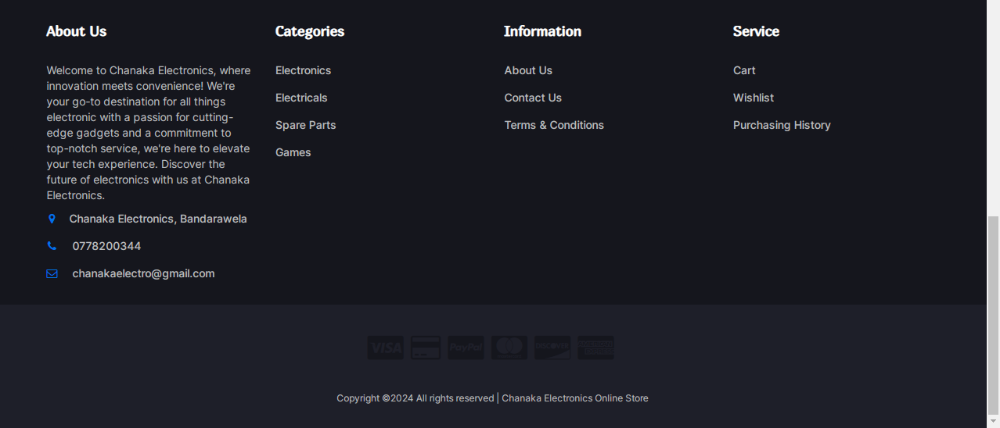 About Us
Welcome to Chanaka Electronics, where
innovation meets convenience! We're
your go-to destination for all things
electronic with a passion for cutting-
edge gadgets and a commitment to
top-notch service, we're here to elevate
your tech experience. Discover the
future of electronics with us at Chanaka
Electronics.
Chanaka Electronics, Bandarawela
0778200344
chanakaelectro@gmail.com
Categories
Electronics
Electricals
Spare Parts
Games
Information
About Us
Contact Us
Terms & Conditions
Service
Cart
Wishlist
Purchasing History
VISA PayPal DISCOVER
Copyright ©2024 All rights reserved | Chanaka Electronics Online Store